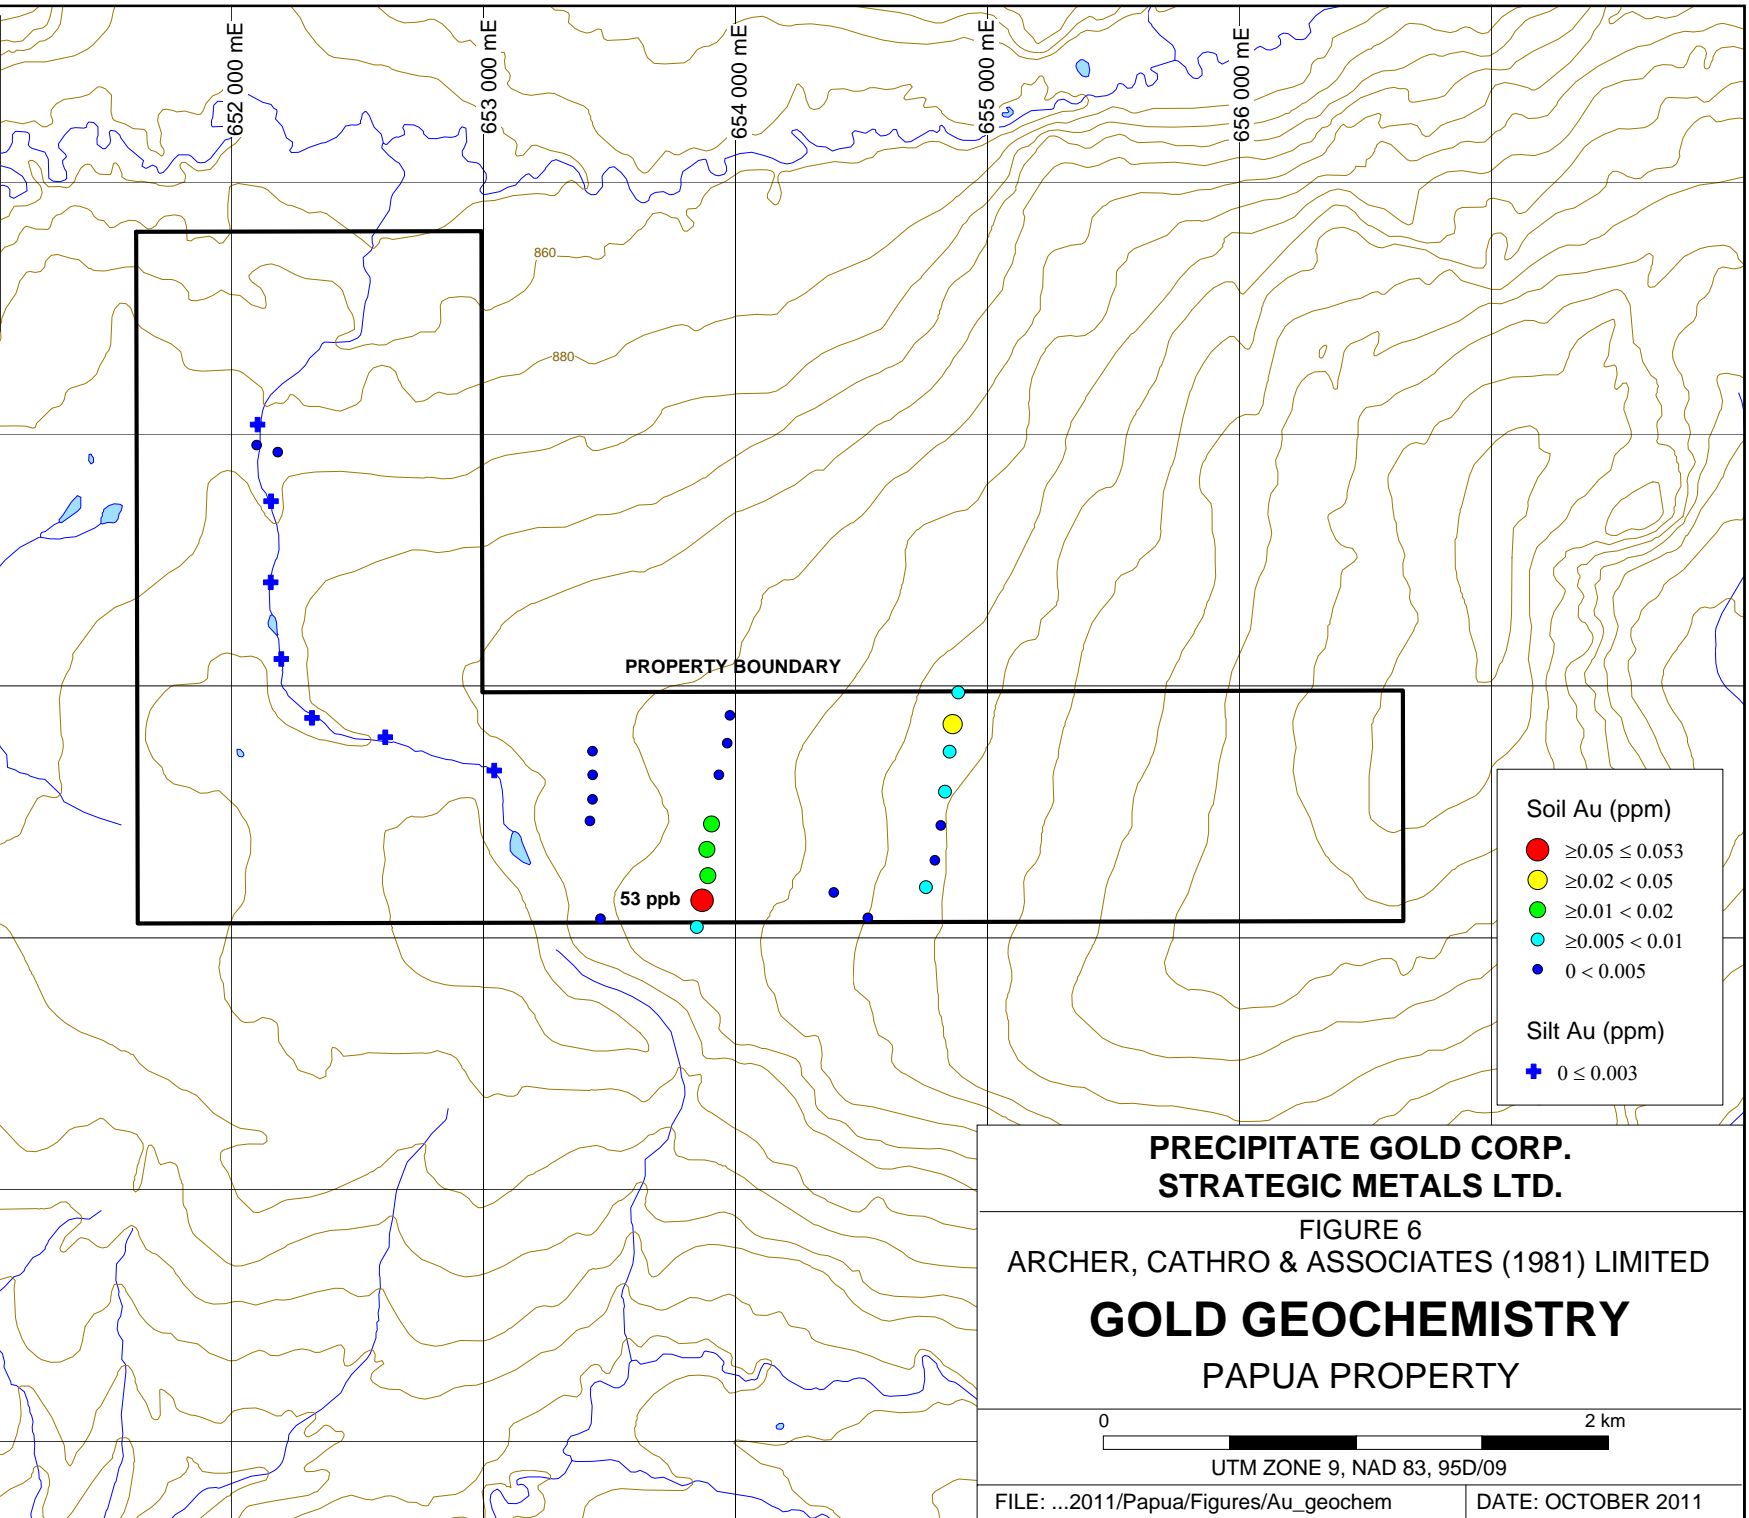 652 000 mE
653 000 mE
654 000 mE
655 000 mE
656 000 mE
860
880
PROPERTY BOUNDARY
53 ppb
Soil Au (ppm)
≥0.05 ≤ 0.053
≥0.02 < 0.05
≥0.01 < 0.02
≥0.005 < 0.01
0 < 0.005
Silt Au (ppm)
0 ≤ 0.003
PRECIPITATE GOLD CORP.
STRATEGIC METALS LTD.
FIGURE 6
ARCHER, CATHRO & ASSOCIATES (1981) LIMITED
GOLD GEOCHEMISTRY
PAPUA PROPERTY
0 2 km
UTM ZONE 9, NAD 83, 95D/09
FILE: ...2011/Papua/Figures/Au_geochem DATE: OCTOBER 2011